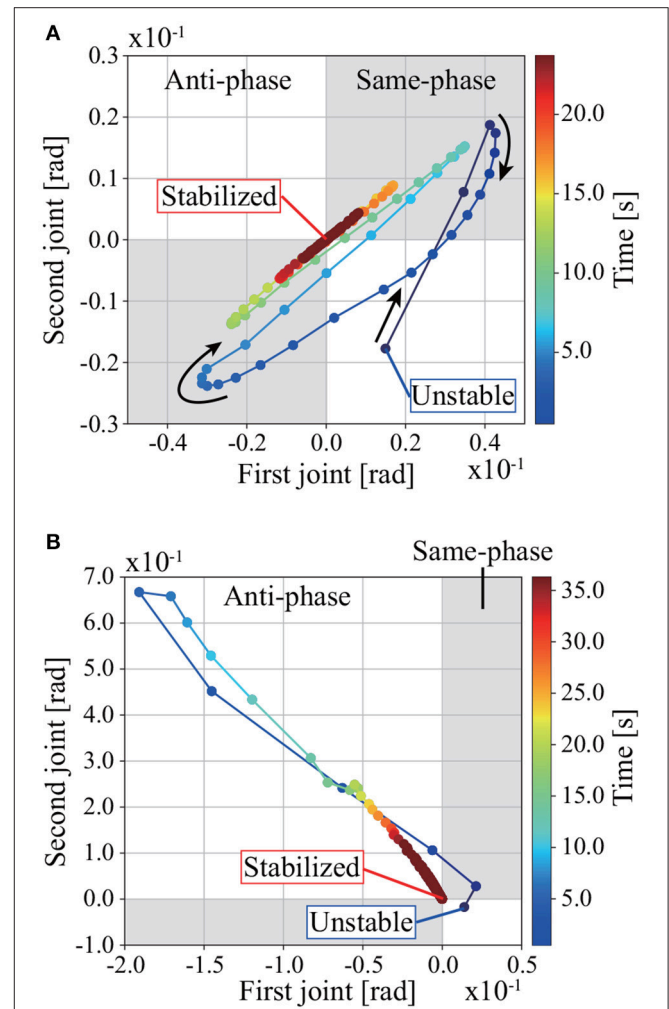 A
x10⁻¹
0.3
0.2
0.1
0.0
-0.1
-0.2
-0.3
Second joint [rad]
Anti-phase
Same-phase
Stabilized
Unstable
-0.4
-0.2
0.0
0.2
0.4
First joint [rad]
x10⁻¹
20.0
15.0
10.0
5.0
Time [s]
B
x10⁻¹
Same-phase
7.0
6.0
5.0
4.0
3.0
2.0
1.0
0.0
-1.0
Second joint [rad]
Anti-phase
Stabilized
Unstable
-2.0
-1.5
-1.0
-0.5
0.0
0.5
First joint [rad]
x10⁻¹
35.0
30.0
25.0
20.0
15.0
10.0
5.0
Time [s]